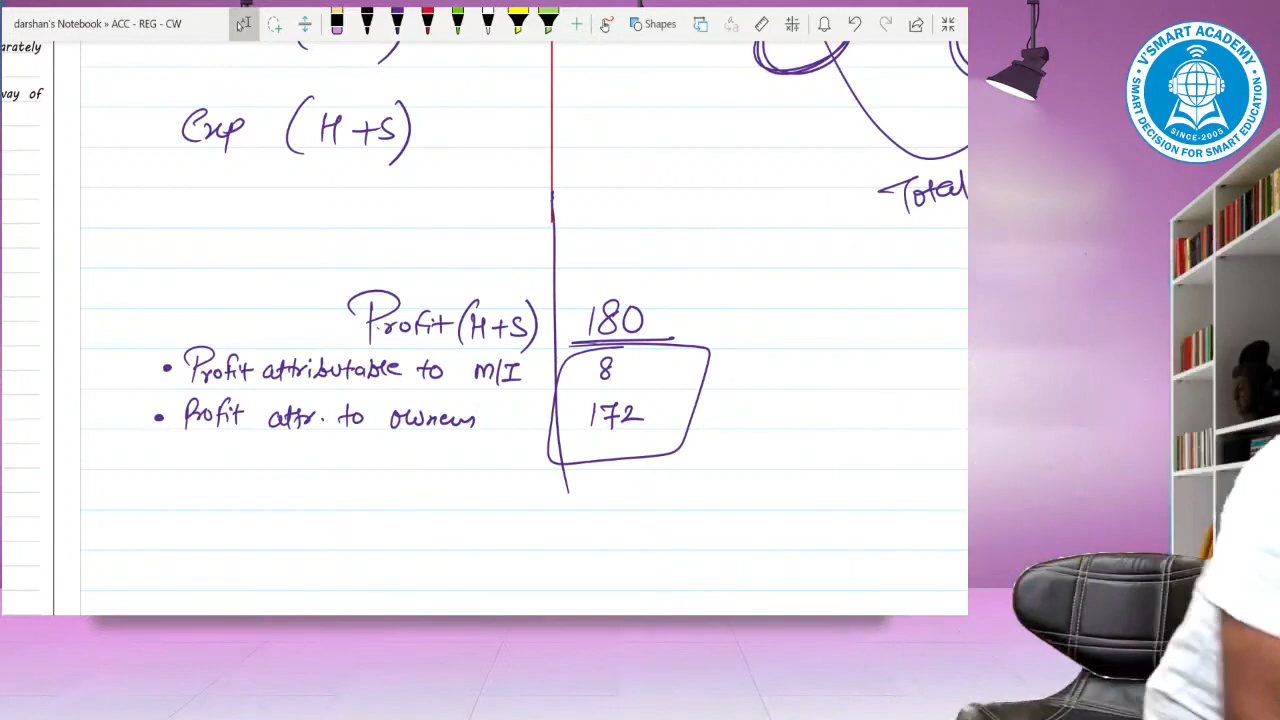 darshan's Notebook » ACC - REG - CW
Shapes
arately
way of
Exp (H+S)
Total
Profit (H+S) 180
• Profit attributable to M/I 8
• Profit attr. to owners 172
V'SMART ACADEMY
SINCE-2005
SMART DECISION FOR SMART EDUCATION